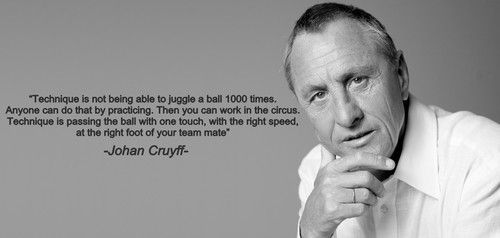 “Technique is not being able to juggle a ball 1000 times.
Anyone can do that by practicing. Then you can work in the circus.
Technique is passing the ball with one touch, with the right speed,
at the right foot of your team mate”
-Johan Cruyff-